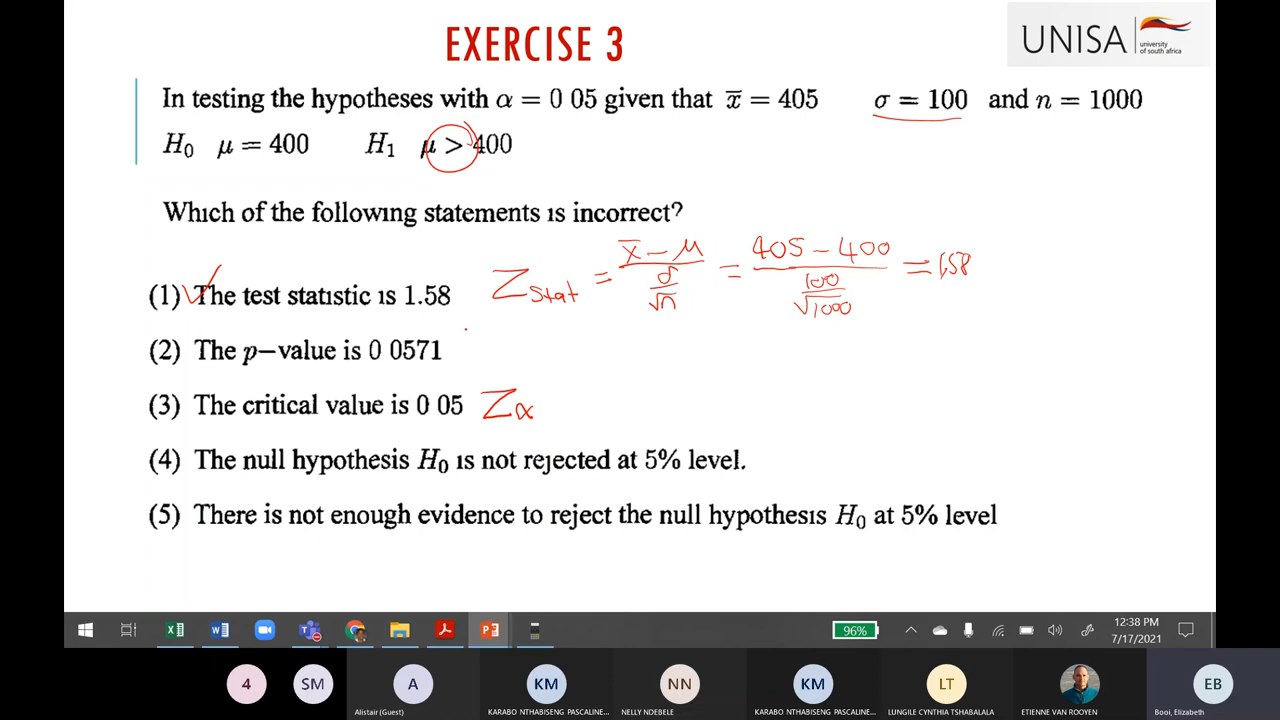 EXERCISE 3
UNISA
university
of south africa
In testing the hypotheses with α = 0 05 given that x̅ = 405 σ = 100 and n = 1000
H₀ μ = 400 H₁ μ > 400
Which of the following statements is incorrect?
(1) The test statistic is 1.58
Z stat = (x̅ − μ) / (σ/√n) = (405 − 400) / (100/√1000) = 1,58
(2) The p−value is 0 0571
(3) The critical value is 0 05 Zα
(4) The null hypothesis H₀ is not rejected at 5% level.
(5) There is not enough evidence to reject the null hypothesis H₀ at 5% level
96%
12:38 PM
7/17/2021
4
SM
A
Alistair (Guest)
KM
KARABO NTHABISENG PASCALINE...
NN
NELLY NDEBELE
KM
KARABO NTHABISENG PASCALINE...
LT
LUNGILE CYNTHIA TSHABALALA
ETIENNE VAN ROOYEN
EB
Booi, Elizabeth